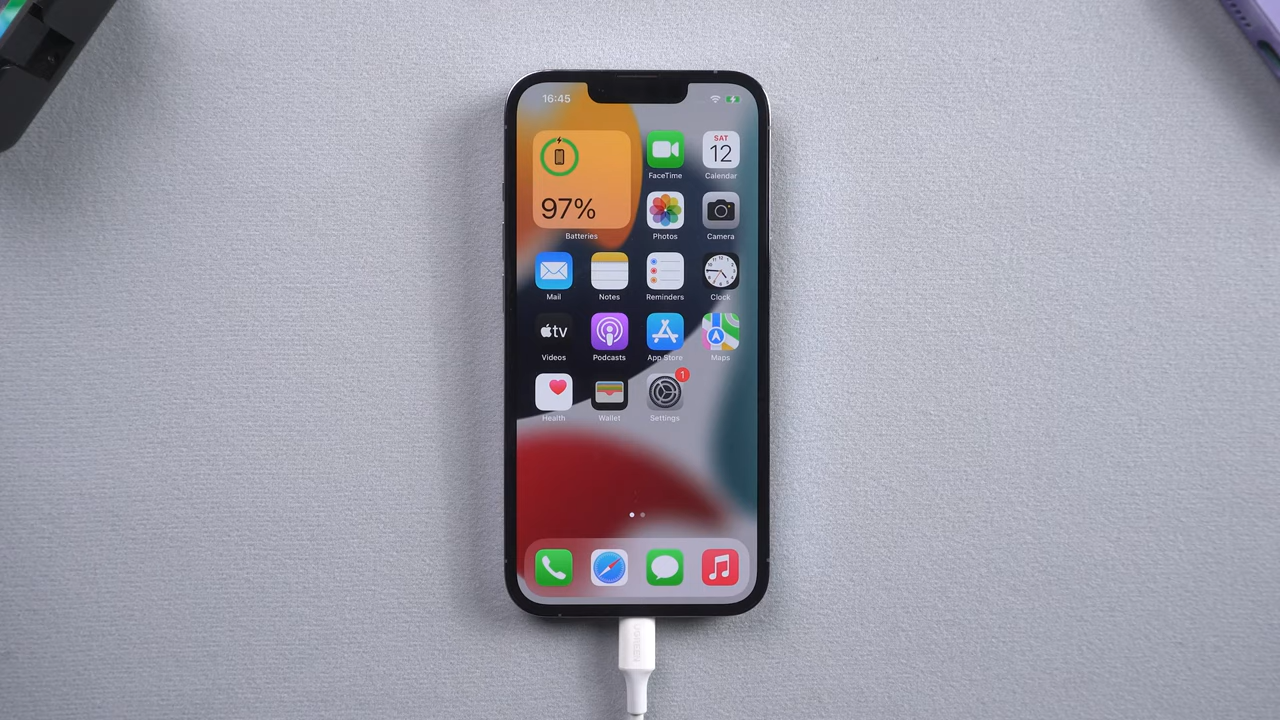 16:45
97%
Batteries
FaceTime
SAT
12
Calendar
Photos
Camera
Mail
Notes
Reminders
Clock
tv
Videos
Podcasts
App Store
Maps
Health
Wallet
1
Settings
UGREEN